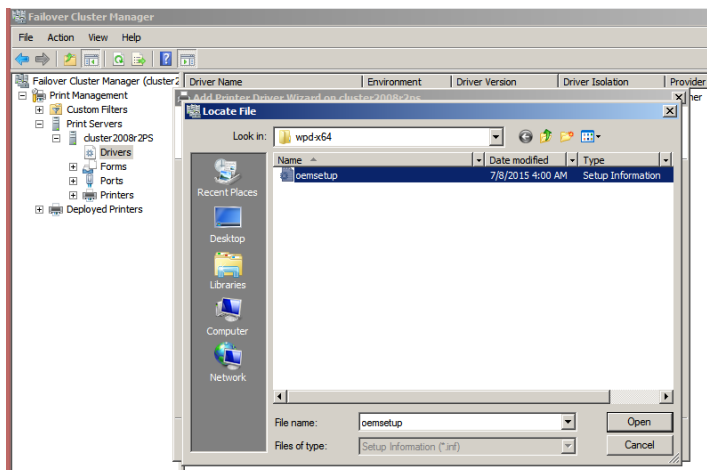 Failover Cluster Manager
File Action View Help
Failover Cluster Manager (cluster2
Print Management
Custom Filters
Print Servers
cluster2008r2PS
Drivers
Forms
Ports
Printers
Deployed Printers
Driver Name Environment Driver Version Driver Isolation Provider
Add Printer Driver Wizard on cluster2008r2ps
Locate File
Look in: wpd-x64
Name Date modified Type
oemsetup 7/8/2015 4:00 AM Setup Information
Recent Places
Desktop
Libraries
Computer
Network
File name: oemsetup Open
Files of type: Setup Information (*.inf) Cancel